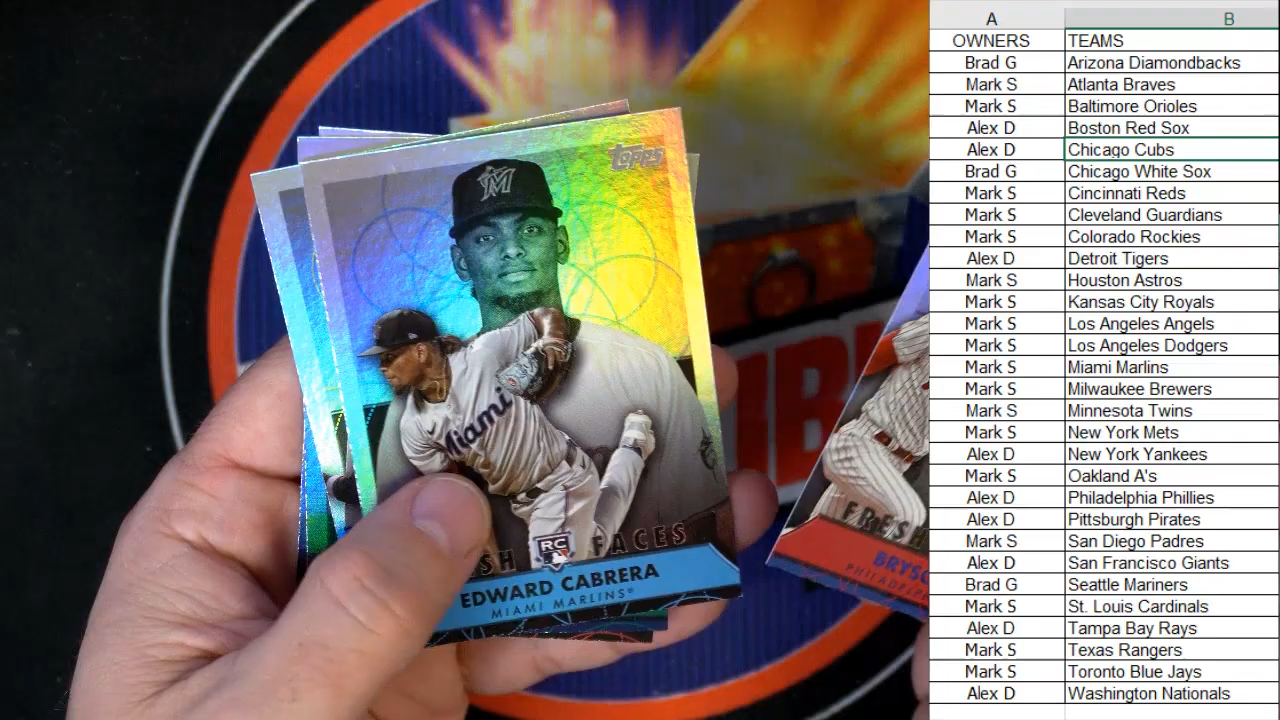 topps
M
Miami
RC
FACES
EDWARD CABRERA
MIAMI MARLINS
FRESH
A B
OWNERS TEAMS
Brad G Arizona Diamondbacks
Mark S Atlanta Braves
Mark S Baltimore Orioles
Alex D Boston Red Sox
Alex D Chicago Cubs
Brad G Chicago White Sox
Mark S Cincinnati Reds
Mark S Cleveland Guardians
Mark S Colorado Rockies
Alex D Detroit Tigers
Mark S Houston Astros
Mark S Kansas City Royals
Mark S Los Angeles Angels
Mark S Los Angeles Dodgers
Mark S Miami Marlins
Mark S Milwaukee Brewers
Mark S Minnesota Twins
Mark S New York Mets
Alex D New York Yankees
Mark S Oakland A's
Alex D Philadelphia Phillies
Alex D Pittsburgh Pirates
Mark S San Diego Padres
Alex D San Francisco Giants
Brad G Seattle Mariners
Mark S St. Louis Cardinals
Alex D Tampa Bay Rays
Mark S Texas Rangers
Mark S Toronto Blue Jays
Alex D Washington Nationals